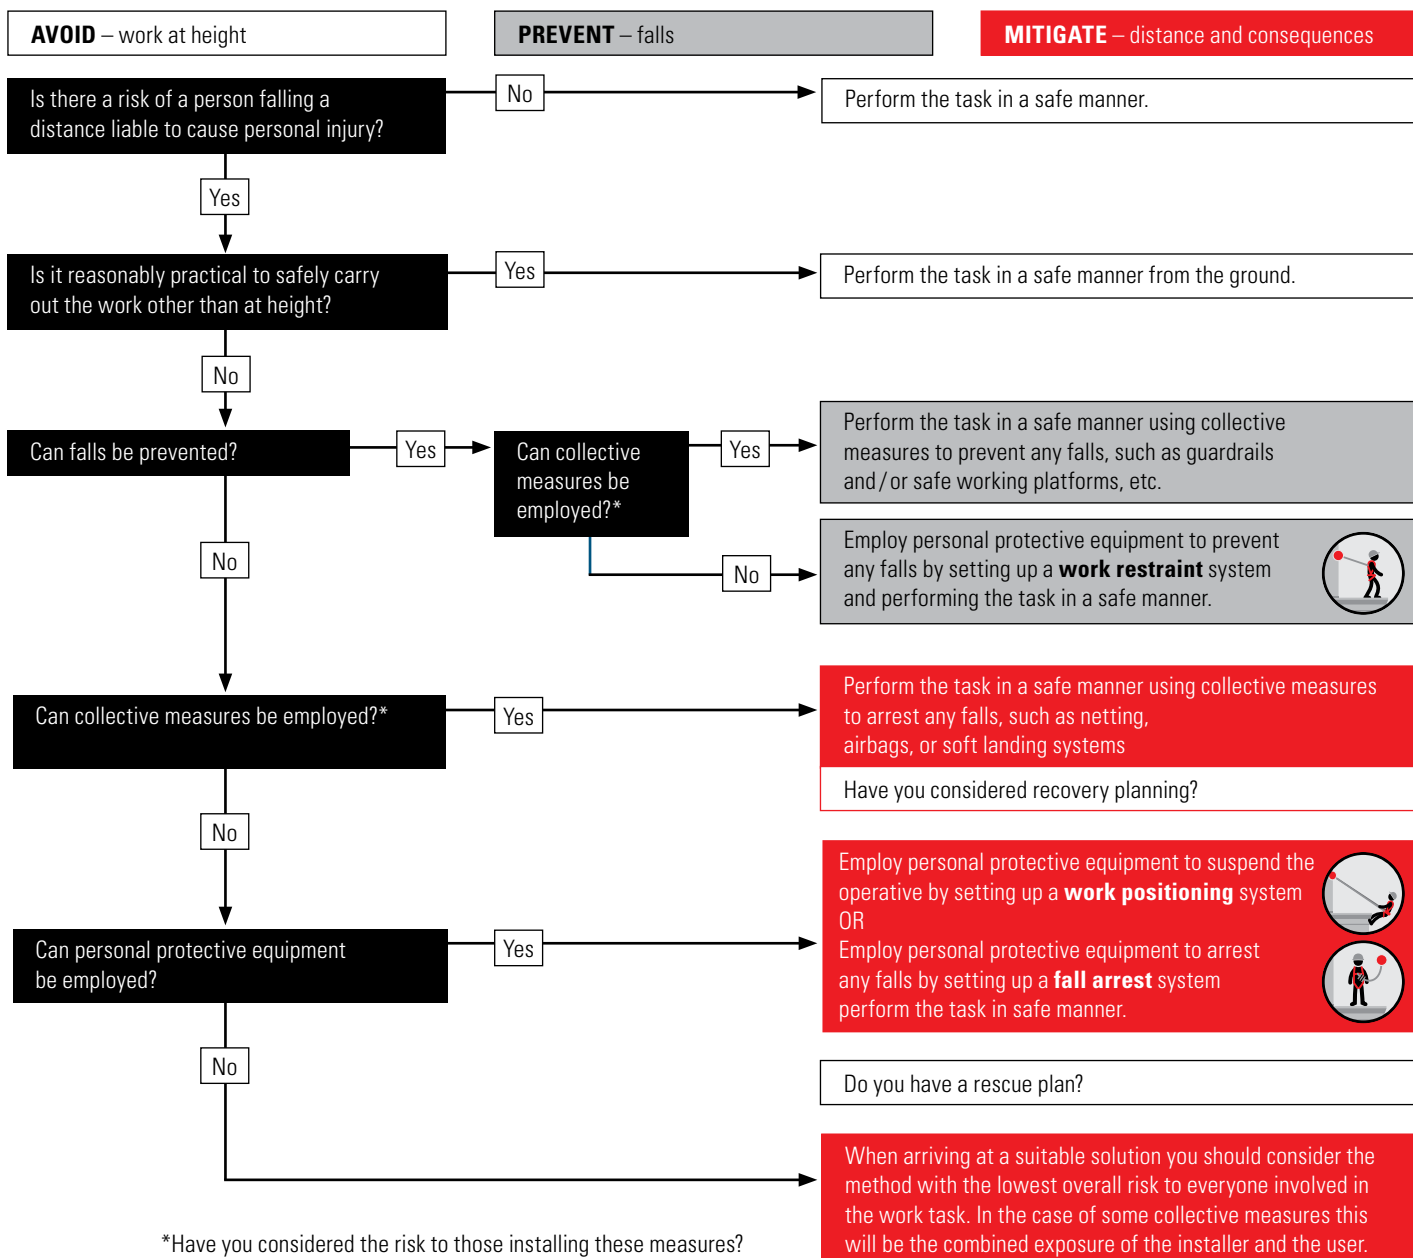 AVOID – work at height
PREVENT – falls
MITIGATE – distance and consequences
Is there a risk of a person falling a
distance liable to cause personal injury?
No
Perform the task in a safe manner.
Yes
Is it reasonably practical to safely carry
out the work other than at height?
Yes
Perform the task in a safe manner from the ground.
No
Can falls be prevented?
Yes
Can collective
measures be
employed?*
Yes
Perform the task in a safe manner using collective
measures to prevent any falls, such as guardrails
and/or safe working platforms, etc.
No
Employ personal protective equipment to prevent
any falls by setting up a work restraint system
and performing the task in a safe manner.
No
Can collective measures be employed?*
Yes
Perform the task in a safe manner using collective measures
to arrest any falls, such as netting,
airbags, or soft landing systems
Have you considered recovery planning?
No
Can personal protective equipment
be employed?
Yes
Employ personal protective equipment to suspend the
operative by setting up a work positioning system
OR
Employ personal protective equipment to arrest
any falls by setting up a fall arrest system
perform the task in safe manner.
Do you have a rescue plan?
No
When arriving at a suitable solution you should consider the
method with the lowest overall risk to everyone involved in
the work task. In the case of some collective measures this
will be the combined exposure of the installer and the user.
*Have you considered the risk to those installing these measures?